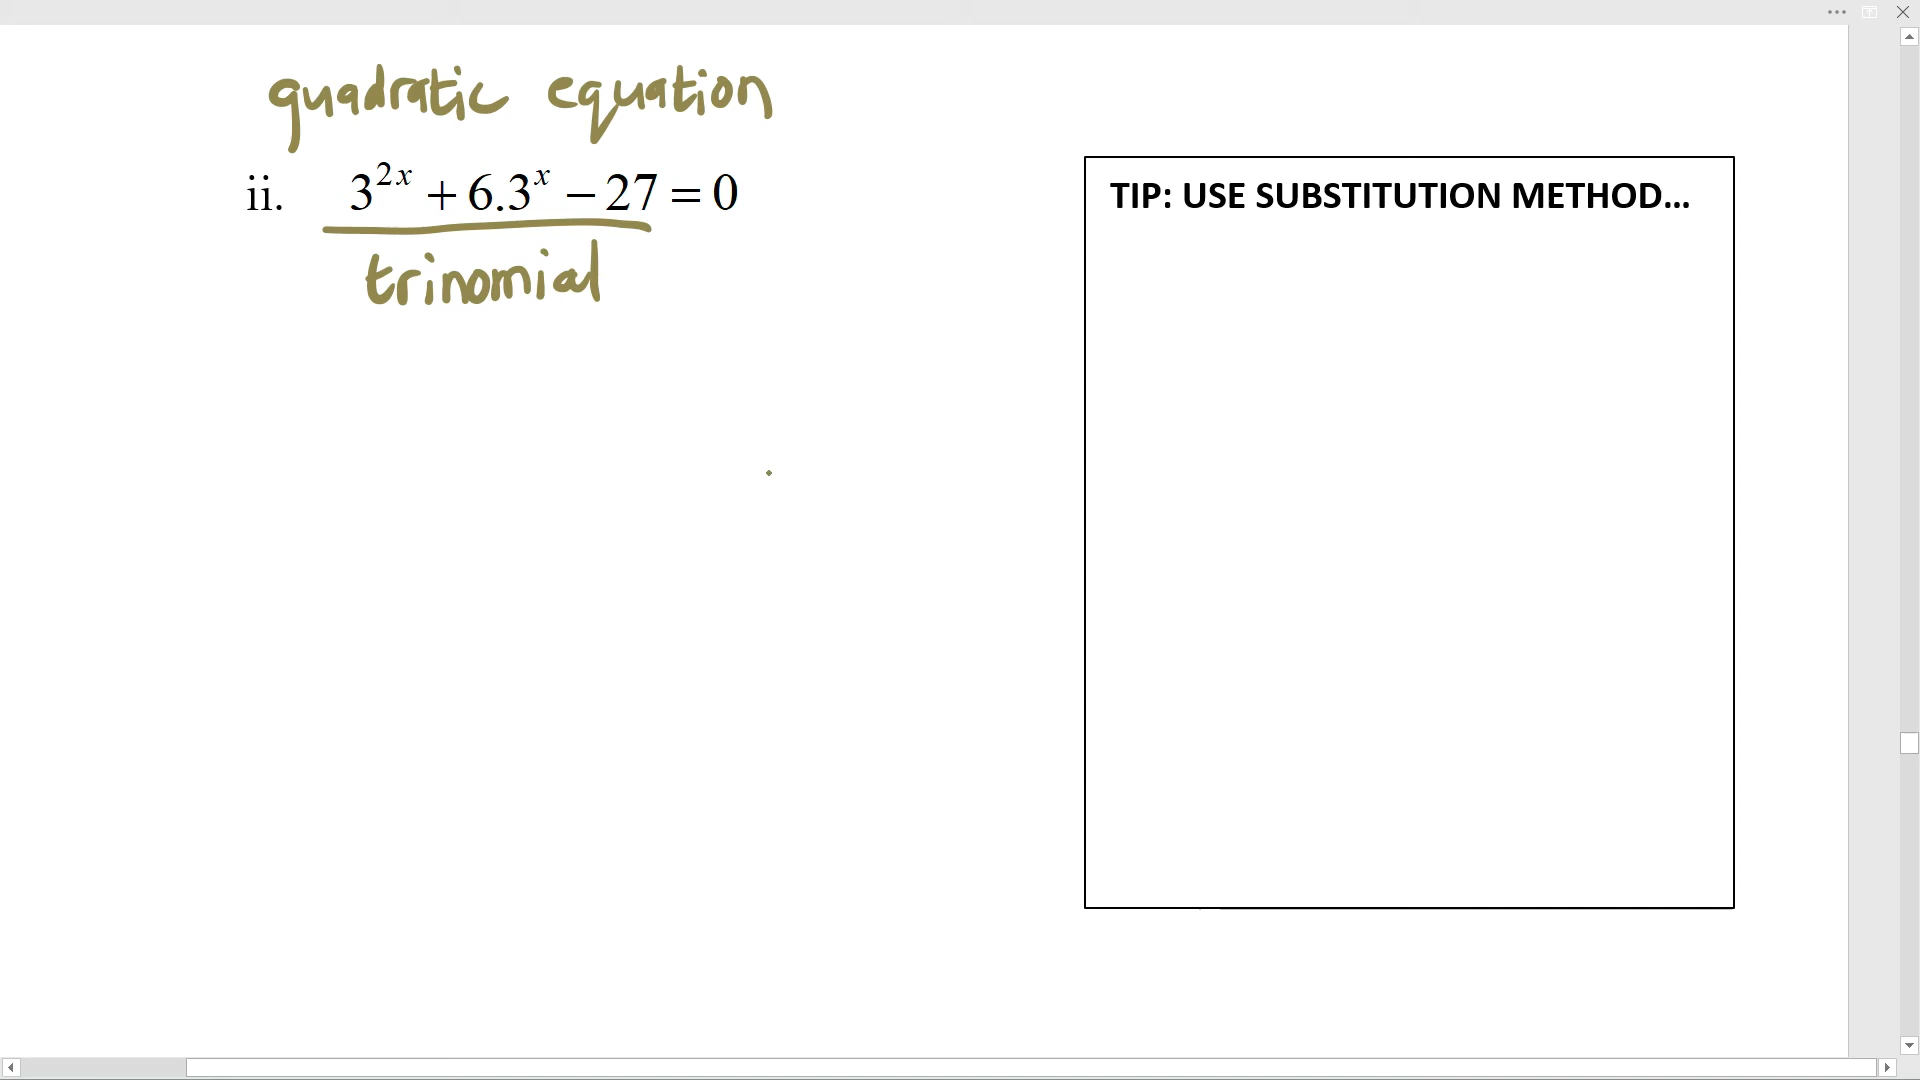 quadratic equation
ii. 3^{2x} + 6.3^{x} − 27 = 0
trinomial
TIP: USE SUBSTITUTION METHOD...